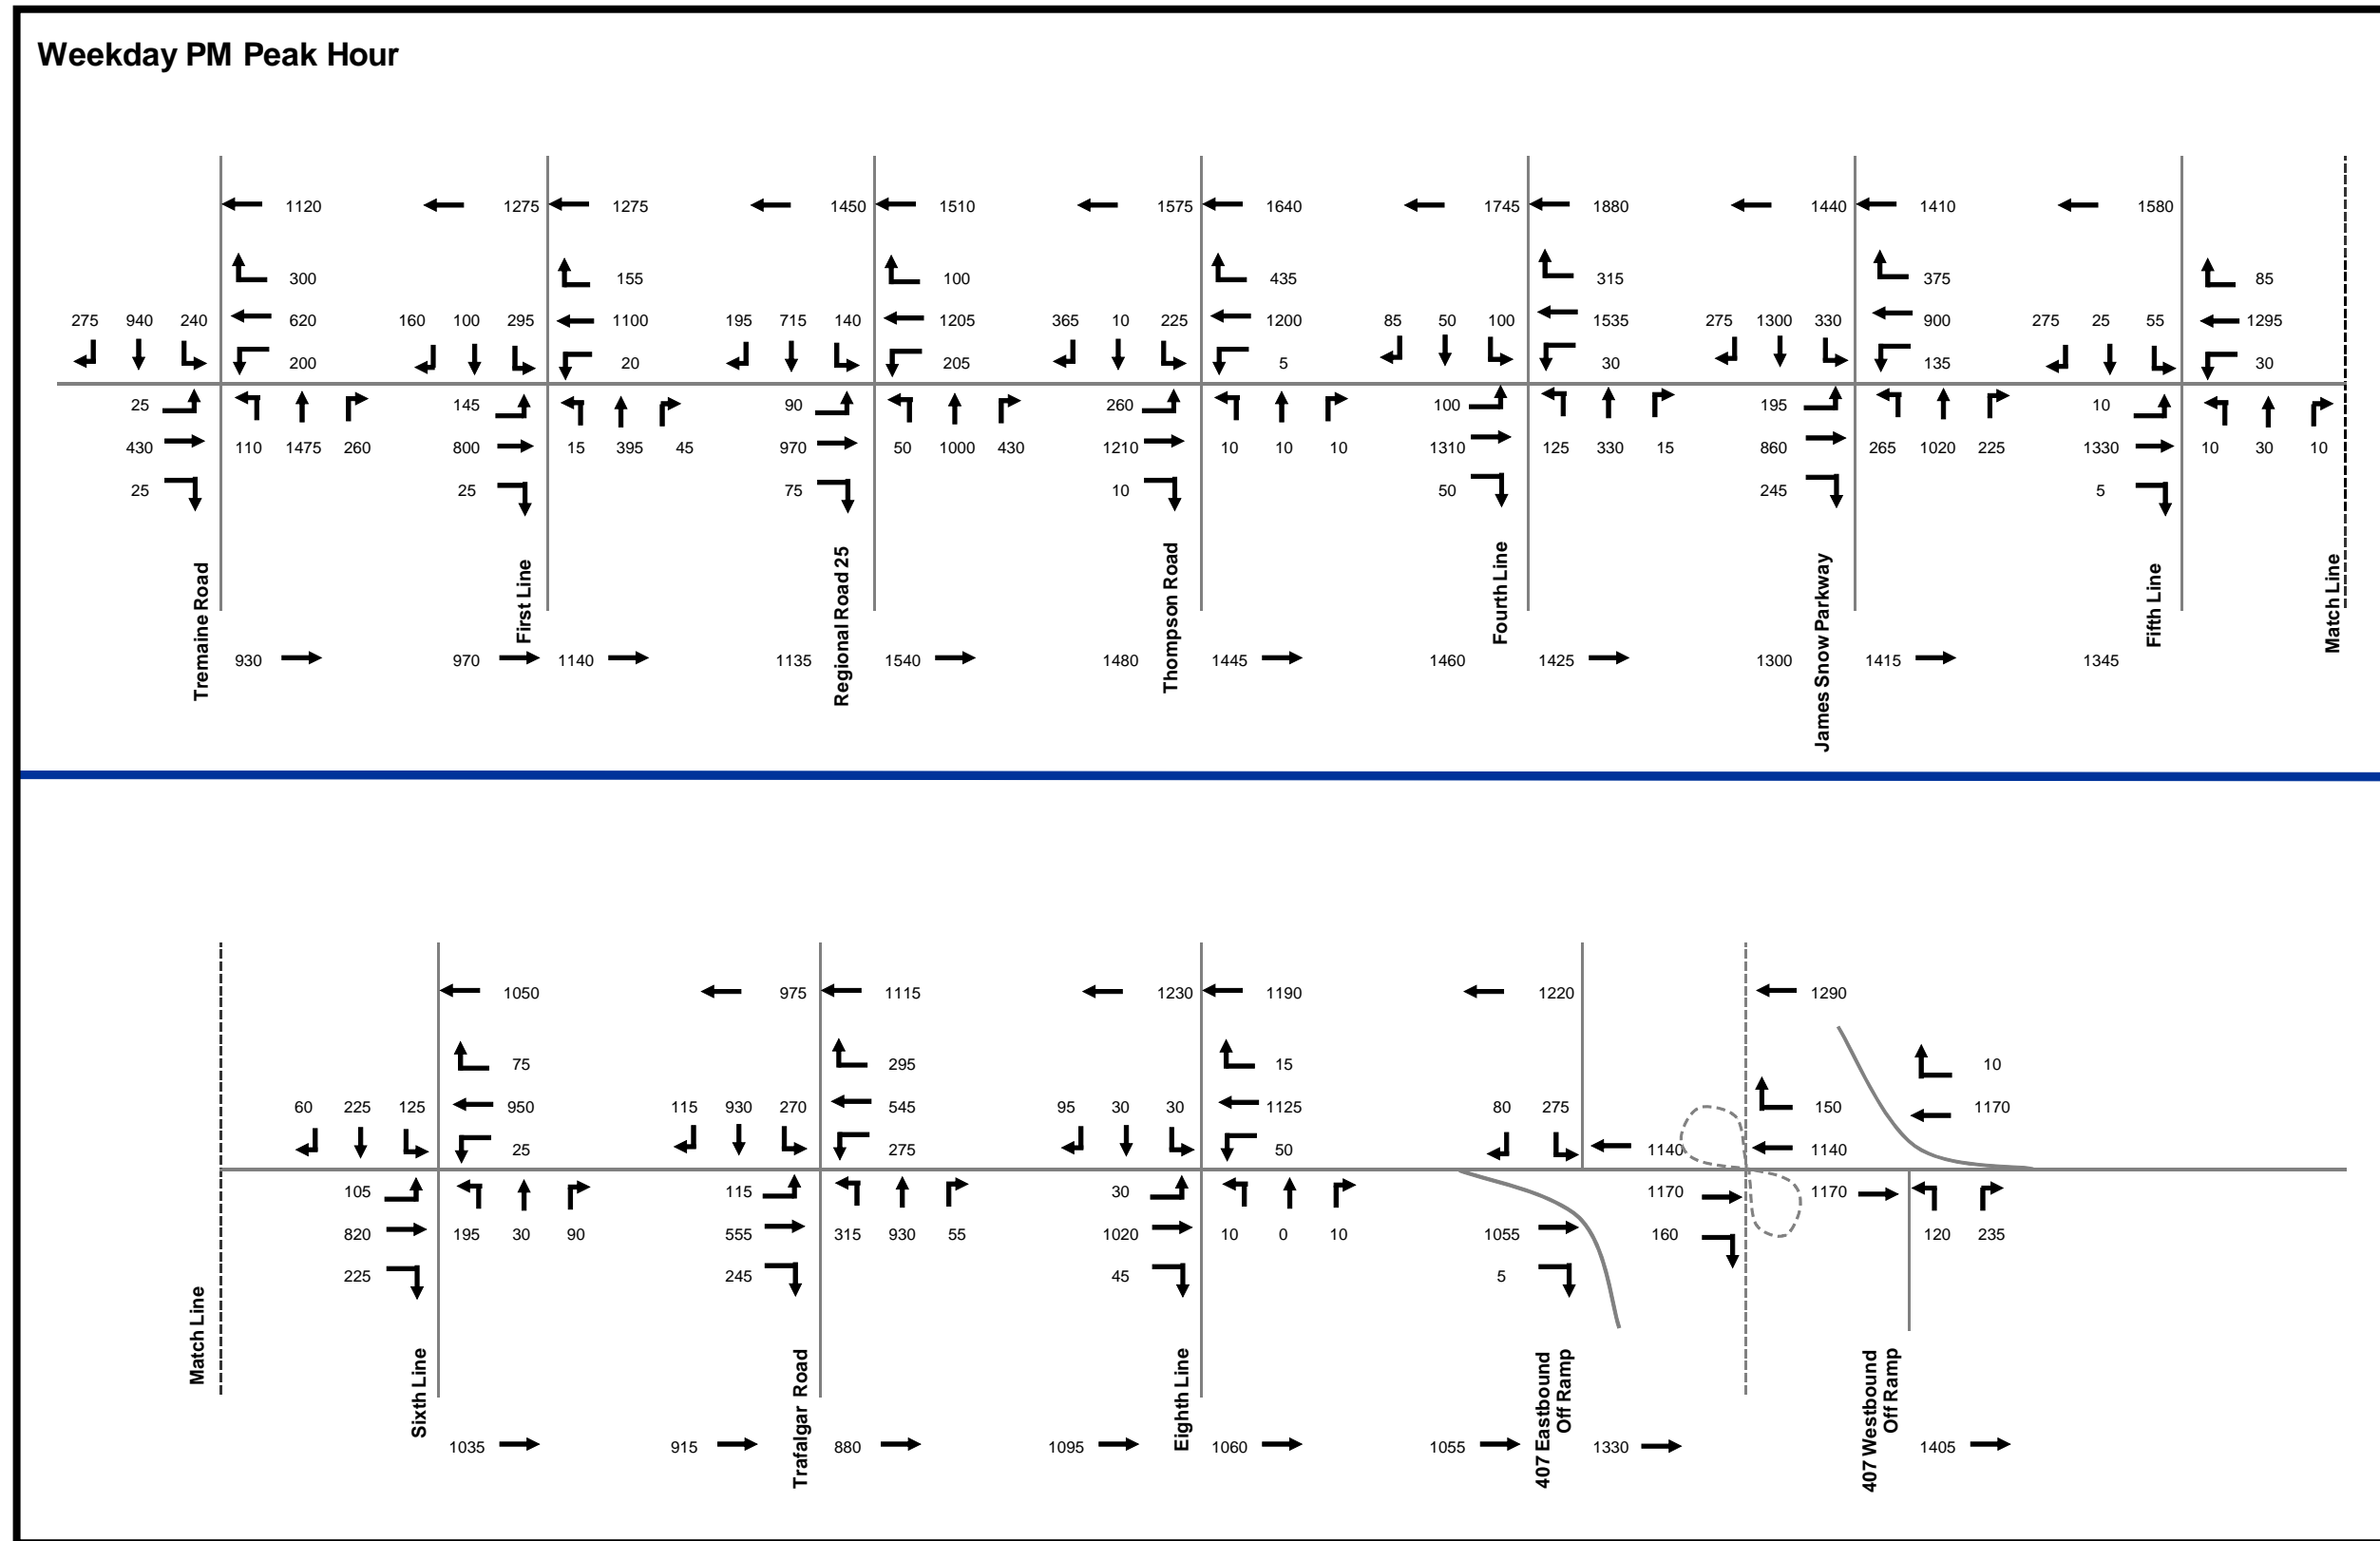 Weekday PM Peak Hour
1120 1275 1275 1450 1510 1575 1640 1745 1880 1440 1410 1580
300 155 100 435 315 375 85
275 940 240 620 160 100 295 1100 195 715 140 1205 365 10 225 1200 85 50 100 1535 275 1300 330 900 275 25 55 1295
200 20 205 5 30 135 30
25 145 90 260 100 195 10
430 110 1475 260 800 15 395 45 970 50 1000 430 1210 10 10 10 1310 125 330 15 860 265 1020 225 1330 10 30 10
25 25 75 10 50 245 5
Tremaine Road
First Line
Regional Road 25
Thompson Road
Fourth Line
James Snow Parkway
Fifth Line
Match Line
930 970 1140 1135 1540 1480 1445 1460 1425 1300 1415 1345
1050 975 1115 1230 1190 1220 1290
75 295 15 10
60 225 125 950 115 930 270 545 95 30 30 1125 80 275 150 1170
25 275 50 1140 1140
105 115 30 1170 1170
820 195 30 90 555 315 930 55 1020 10 0 10 1055 160 120 235
225 245 45 5
Match Line
Sixth Line
Trafalgar Road
Eighth Line
407 Eastbound
Off Ramp
407 Westbound
Off Ramp
1035 915 880 1095 1060 1055 1330 1405